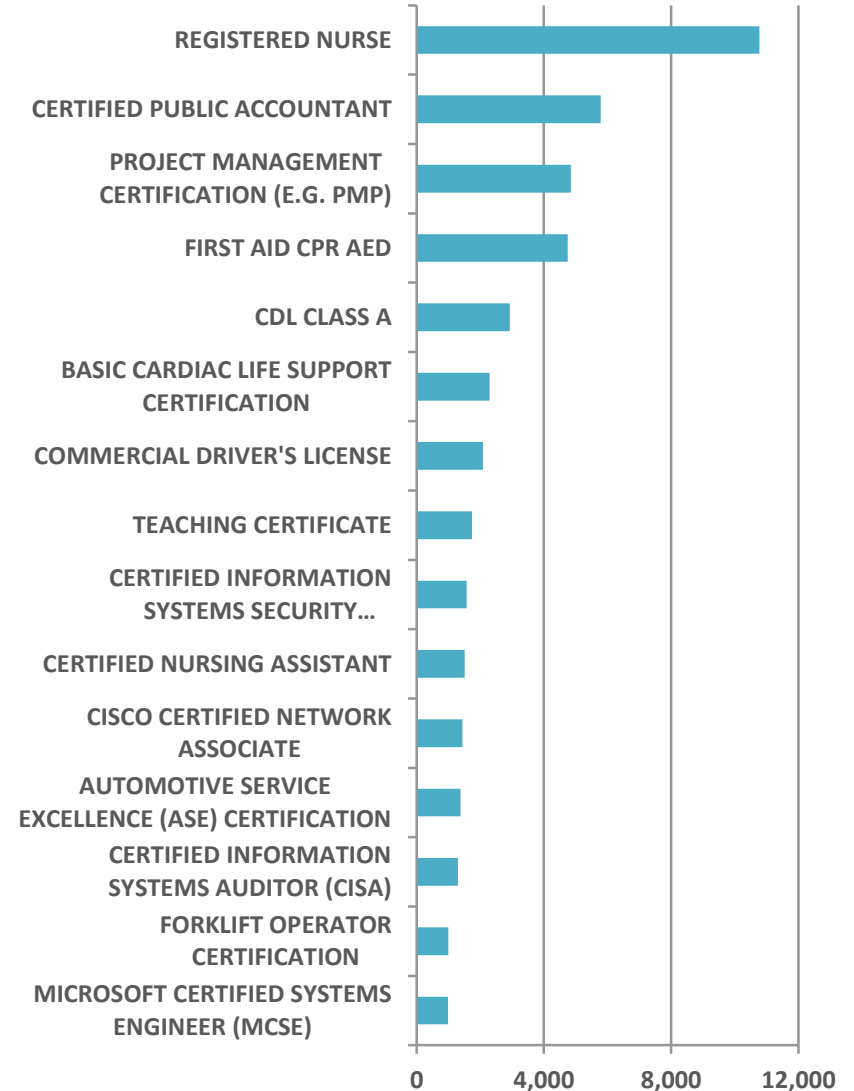 REGISTERED NURSE
CERTIFIED PUBLIC ACCOUNTANT
PROJECT MANAGEMENT
CERTIFICATION (E.G. PMP)
FIRST AID CPR AED
CDL CLASS A
BASIC CARDIAC LIFE SUPPORT
CERTIFICATION
COMMERCIAL DRIVER'S LICENSE
TEACHING CERTIFICATE
CERTIFIED INFORMATION
SYSTEMS SECURITY…
CERTIFIED NURSING ASSISTANT
CISCO CERTIFIED NETWORK
ASSOCIATE
AUTOMOTIVE SERVICE
EXCELLENCE (ASE) CERTIFICATION
CERTIFIED INFORMATION
SYSTEMS AUDITOR (CISA)
FORKLIFT OPERATOR
CERTIFICATION
MICROSOFT CERTIFIED SYSTEMS
ENGINEER (MCSE)
0 4,000 8,000 12,000